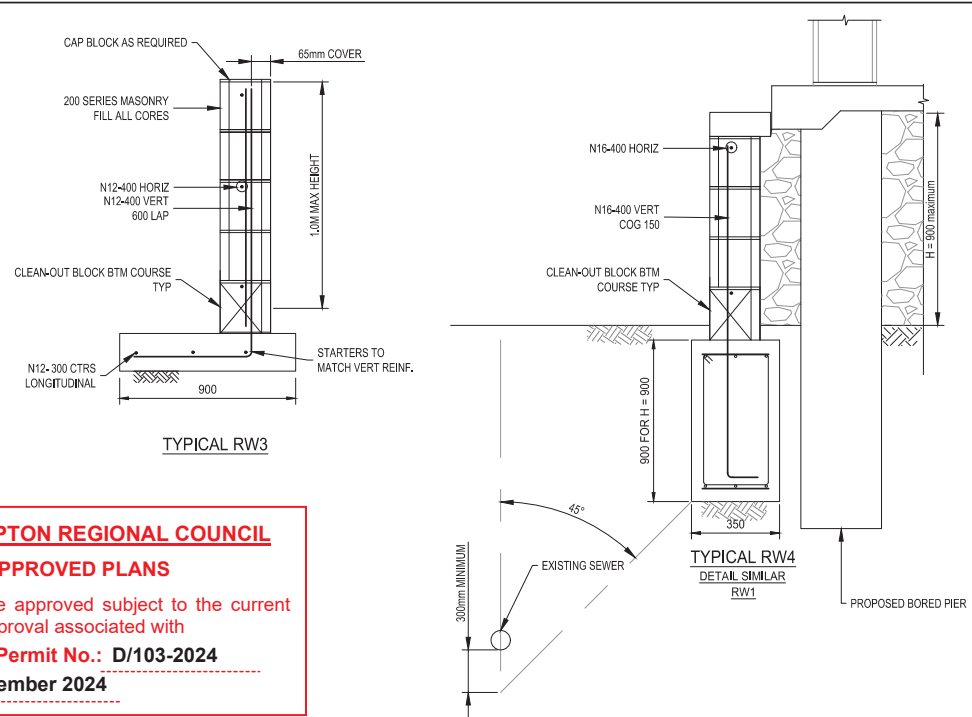 CAP BLOCK AS REQUIRED
65mm COVER
200 SERIES MASONRY
FILL ALL CORES
N12-400 HORIZ
N12-400 VERT
600 LAP
1.0M MAX HEIGHT
CLEAN-OUT BLOCK BTM COURSE
TYP
N12- 300 CTRS
LONGITUDINAL
STARTERS TO
MATCH VERT REINF.
900
TYPICAL RW3
N16-400 HORIZ
N16-400 VERT
COG 150
CLEAN-OUT BLOCK BTM
COURSE TYP
H = 900 maximum
900 FOR H = 900
45°
350
EXISTING SEWER
300mm MINIMUM
TYPICAL RW4
DETAIL SIMILAR
RW1
PROPOSED BORED PIER
PTON REGIONAL COUNCIL
PPROVED PLANS
e approved subject to the current
proval associated with
Permit No.: D/103-2024
ember 2024